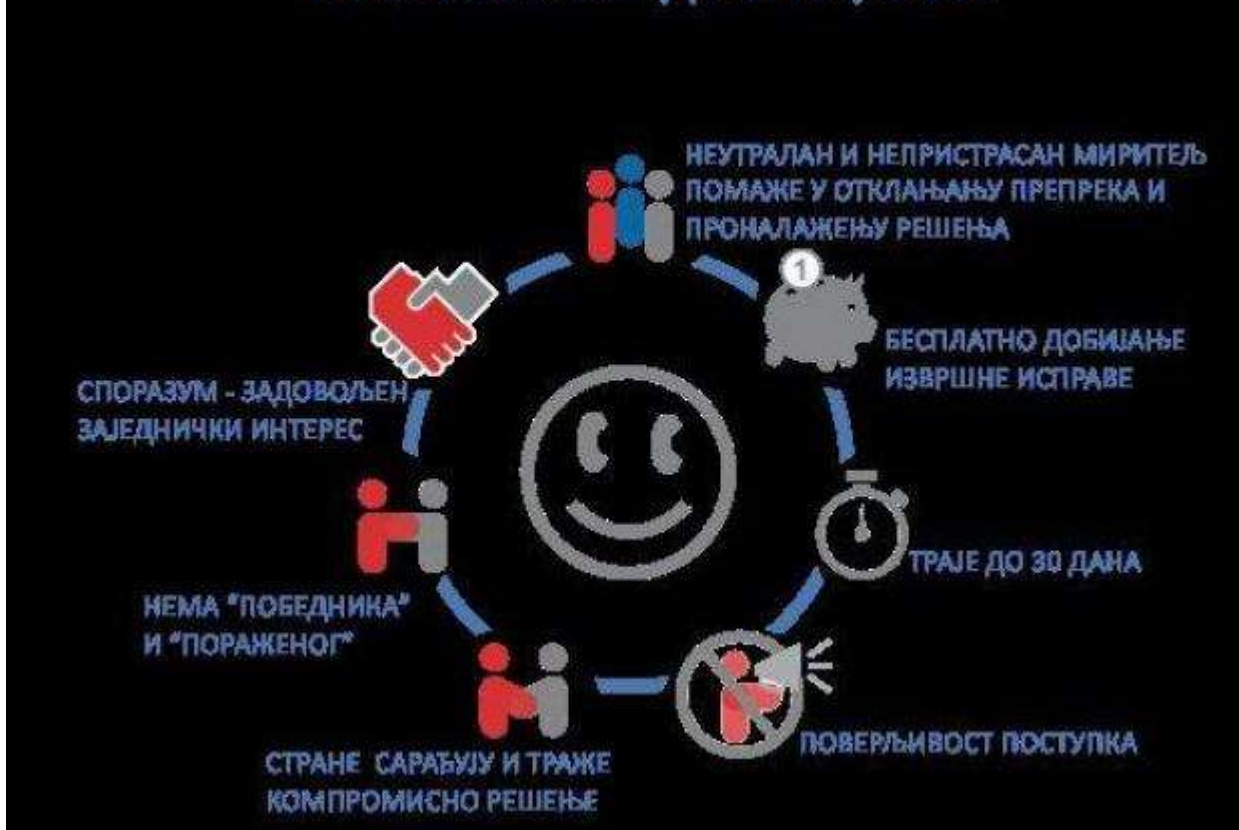 НЕУТРАЛАН И НЕПРИСТРАСАН МИРИТЕЉ
ПОМАЖЕ У ОТКЛАЊАЊУ ПРЕПРЕКА И
ПРОНАЛАЖЕЊУ РЕШЕЊА
1
БЕСПЛАТНО ДОБИЈАЊЕ
ИЗВРШНЕ ИСПРАВЕ
ТРАЈЕ ДО 30 ДАНА
ПОВЕРЉИВОСТ ПОСТУПКА
СТРАНЕ САРАЂУЈУ И ТРАЖЕ
КОМПРОМИСНО РЕШЕЊЕ
НЕМА "ПОБЕДНИКА"
И "ПОРАЖЕНОГ"
СПОРАЗУМ - ЗАДОВОЉЕН
ЗАЈЕДНИЧКИ ИНТЕРЕС